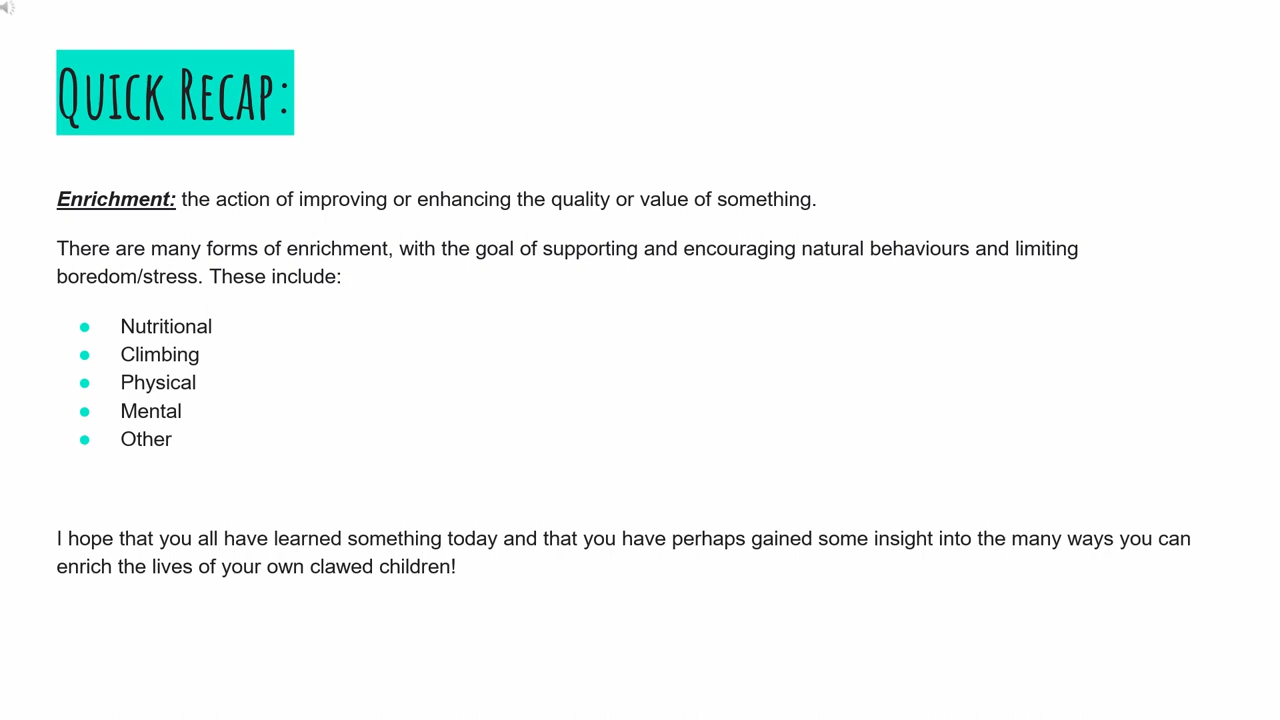 Quick Recap:
Enrichment: the action of improving or enhancing the quality or value of something.
There are many forms of enrichment, with the goal of supporting and encouraging natural behaviours and limiting
boredom/stress. These include:
● Nutritional
● Climbing
● Physical
● Mental
● Other
I hope that you all have learned something today and that you have perhaps gained some insight into the many ways you can
enrich the lives of your own clawed children!